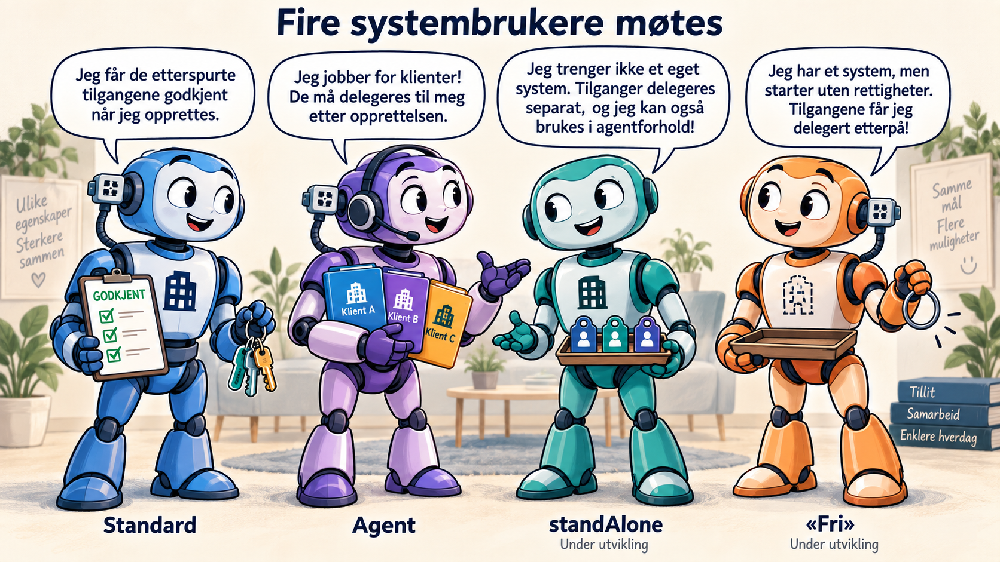 Fire systembrukere møtes
Jeg får de etterspurte
tilgangene godkjent
når jeg opprettes.
Jeg jobber for klienter!
De må delegeres til meg
etter opprettelsen.
Jeg trenger ikke et eget
system. Tilganger delegeres
separat, og jeg kan også
brukes i agentforhold!
Jeg har et system, men
starter uten rettigheter.
Tilgangene får jeg
delegert etterpå!
Ulike
egenskaper
Sterkere
sammen
Samme
mål
Flere
muligheter
GODKJENT
Klient A
Klient B
Klient C
Tillit
Samarbeid
Enklere hverdag
Standard
Agent
standAlone
Under utvikling
«Fri»
Under utvikling